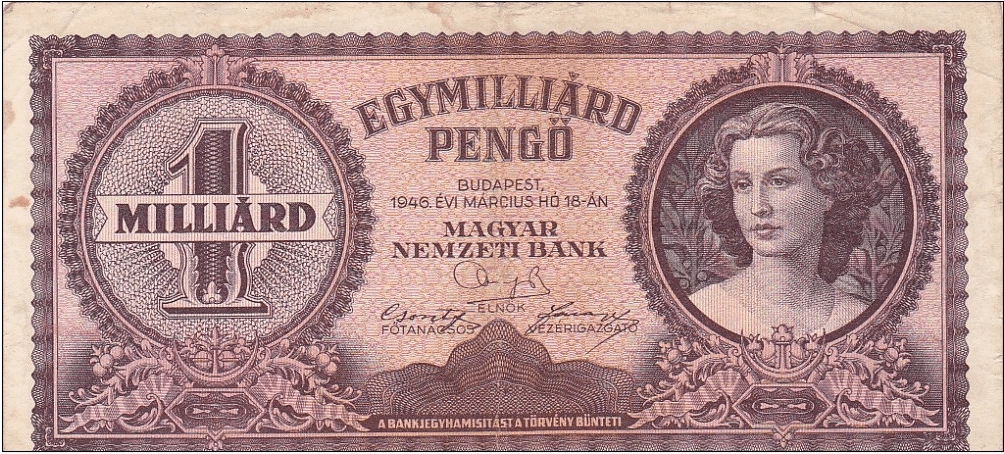 1
MILLIÁRD
EGYMILLIÁRD
PENGŐ
BUDAPEST,
1946. ÉVI MÁRCIUS HÓ 18-ÁN
MAGYAR
NEMZETI BANK
ELNÖK
FŐTANÁCSOS VEZÉRIGAZGATÓ
A BANKJEGYHAMISITÁST A TÖRVÉNY BÜNTETI